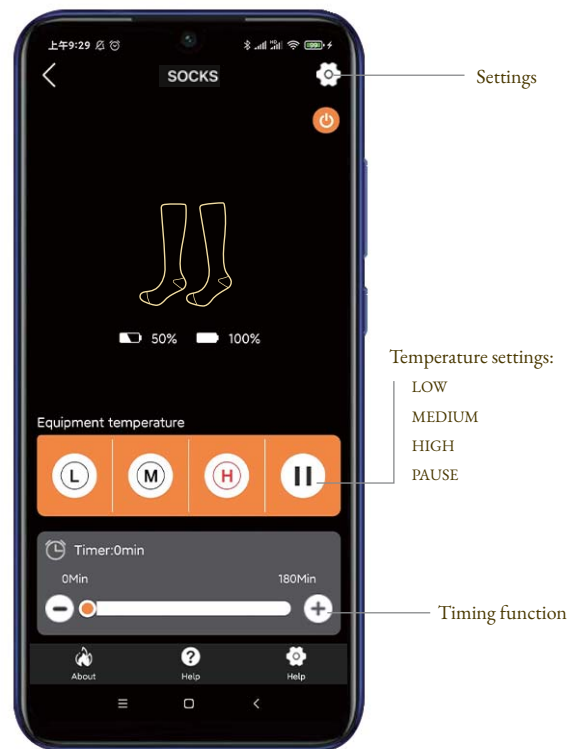 上午9:29
SOCKS
Settings
50% 100%
Temperature settings:
LOW
MEDIUM
HIGH
PAUSE
Equipment temperature
L M H
Timer:0min
0Min 180Min
Timing function
About Help Help